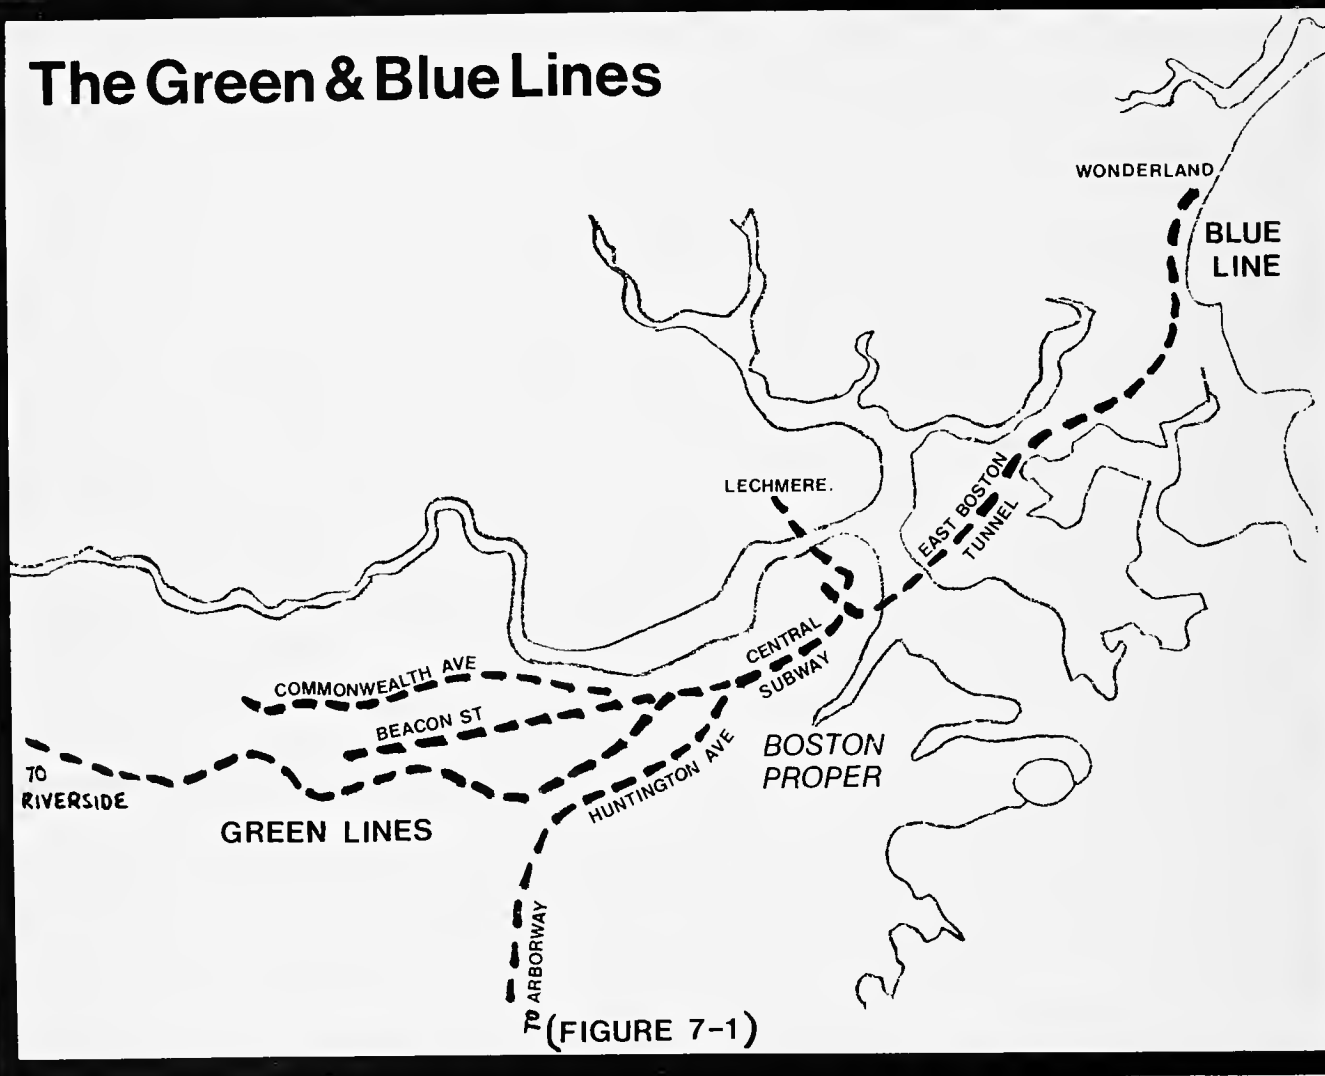 The Green & Blue Lines
WONDERLAND
BLUE
LINE
LECHMERE.
EAST BOSTON
TUNNEL
CENTRAL
SUBWAY
COMMONWEALTH AVE
BEACON ST
HUNTINGTON AVE
BOSTON
PROPER
TO
RIVERSIDE
GREEN LINES
TO ARBORWAY
(FIGURE 7-1)